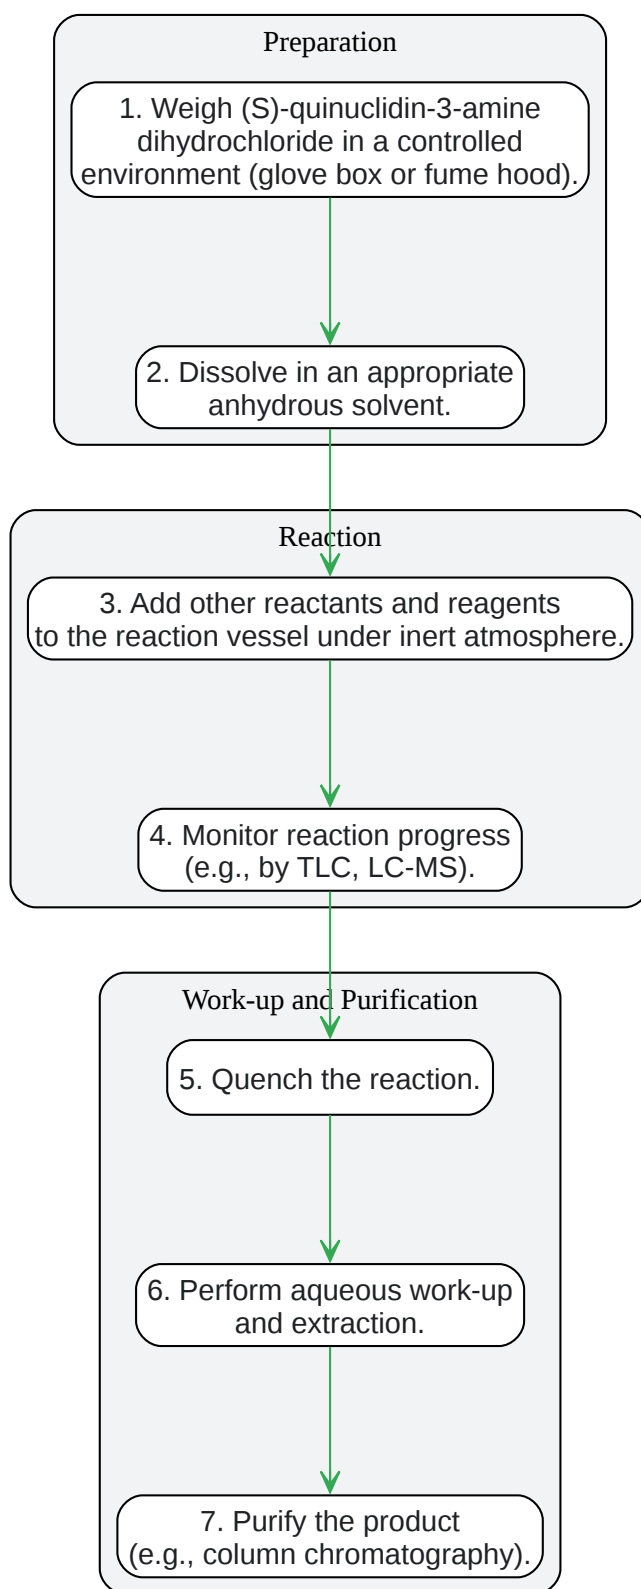 Preparation
1. Weigh (S)-quinuclidin-3-amine
dihydrochloride in a controlled
environment (glove box or fume hood).
2. Dissolve in an appropriate
anhydrous solvent.
Reaction
3. Add other reactants and reagents
to the reaction vessel under inert atmosphere.
4. Monitor reaction progress
(e.g., by TLC, LC-MS).
Work-up and Purification
5. Quench the reaction.
6. Perform aqueous work-up
and extraction.
7. Purify the product
(e.g., column chromatography).